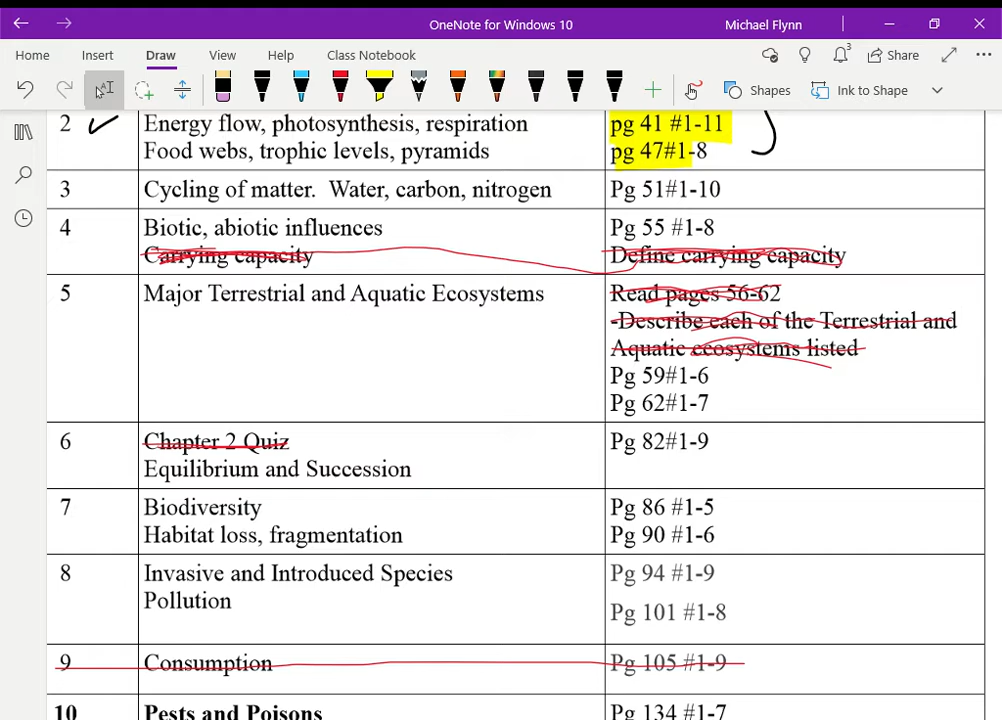 OneNote for Windows 10
Michael Flynn
Home Insert Draw View Help Class Notebook
3
Share
Shapes
Ink to Shape
2 Energy flow, photosynthesis, respiration pg 41 #1-11
Food webs, trophic levels, pyramids pg 47#1-8
3 Cycling of matter. Water, carbon, nitrogen Pg 51#1-10
4 Biotic, abiotic influences Pg 55 #1-8
Carrying capacity Define carrying capacity
5 Major Terrestrial and Aquatic Ecosystems Read pages 56-62
-Describe each of the Terrestrial and
Aquatic ecosystems listed
Pg 59#1-6
Pg 62#1-7
6 Chapter 2 Quiz Pg 82#1-9
Equilibrium and Succession
7 Biodiversity Pg 86 #1-5
Habitat loss, fragmentation Pg 90 #1-6
8 Invasive and Introduced Species Pg 94 #1-9
Pollution Pg 101 #1-8
9 Consumption Pg 105 #1-9
10 Pests and Poisons Pg 134 #1-7